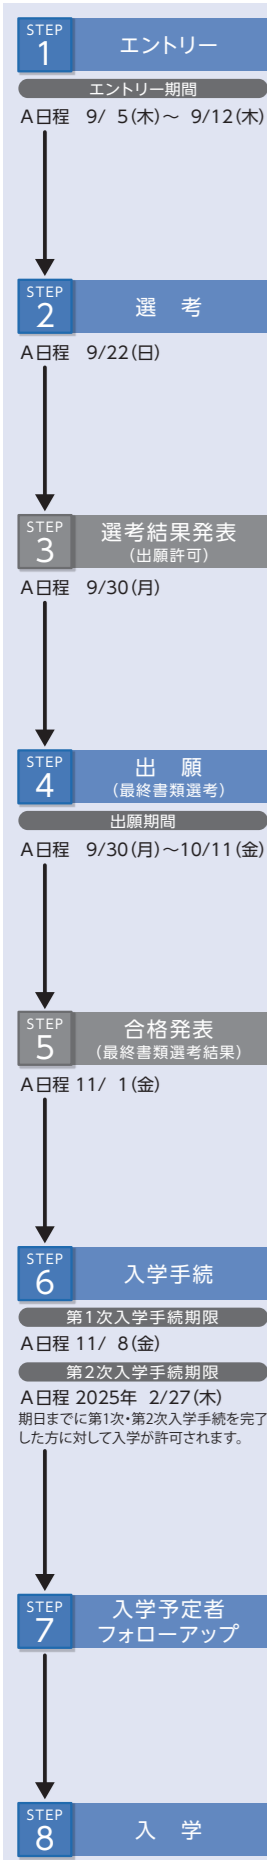 STEP
1
エントリー
エントリー期間
A日程 9/ 5(木)～ 9/12(木)
STEP
2
選 考
A日程 9/22(日)
STEP
3
選考結果発表
(出願許可)
A日程 9/30(月)
STEP
4
出 願
(最終書類選考)
出願期間
A日程 9/30(月)～10/11(金)
STEP
5
合格発表
(最終書類選考結果)
A日程 11/ 1(金)
STEP
6
入学手続
第1次入学手続期限
A日程 11/ 8(金)
第2次入学手続期限
A日程 2025年 2/27(木)
期日までに第1次・第2次入学手続を完了
した方に対して入学が許可されます。
STEP
7
入学予定者
フォローアップ
STEP
8
入 学